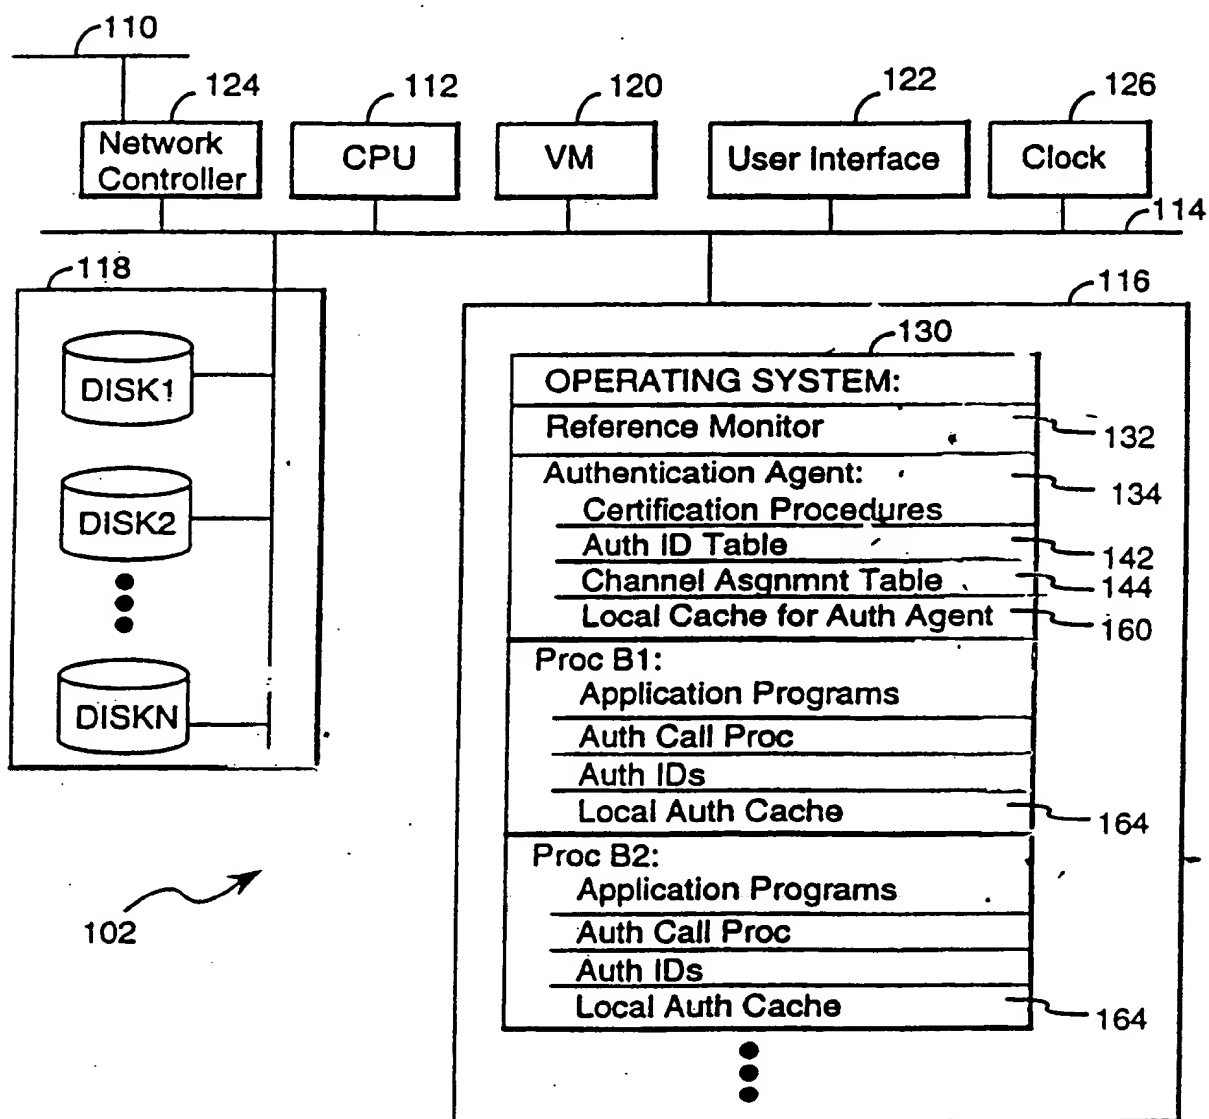 110
124
112
120
122
126
Network
Controller
CPU
VM
User Interface
Clock
114
118
116
DISK1
DISK2
DISKN
102
130
OPERATING SYSTEM:
Reference Monitor
132
Authentication Agent:
134
Certification Procedures
Auth ID Table
142
Channel Asgnmnt Table
144
Local Cache for Auth Agent
160
Proc B1:
Application Programs
Auth Call Proc
Auth IDs
Local Auth Cache
164
Proc B2:
Application Programs
Auth Call Proc
Auth IDs
Local Auth Cache
164